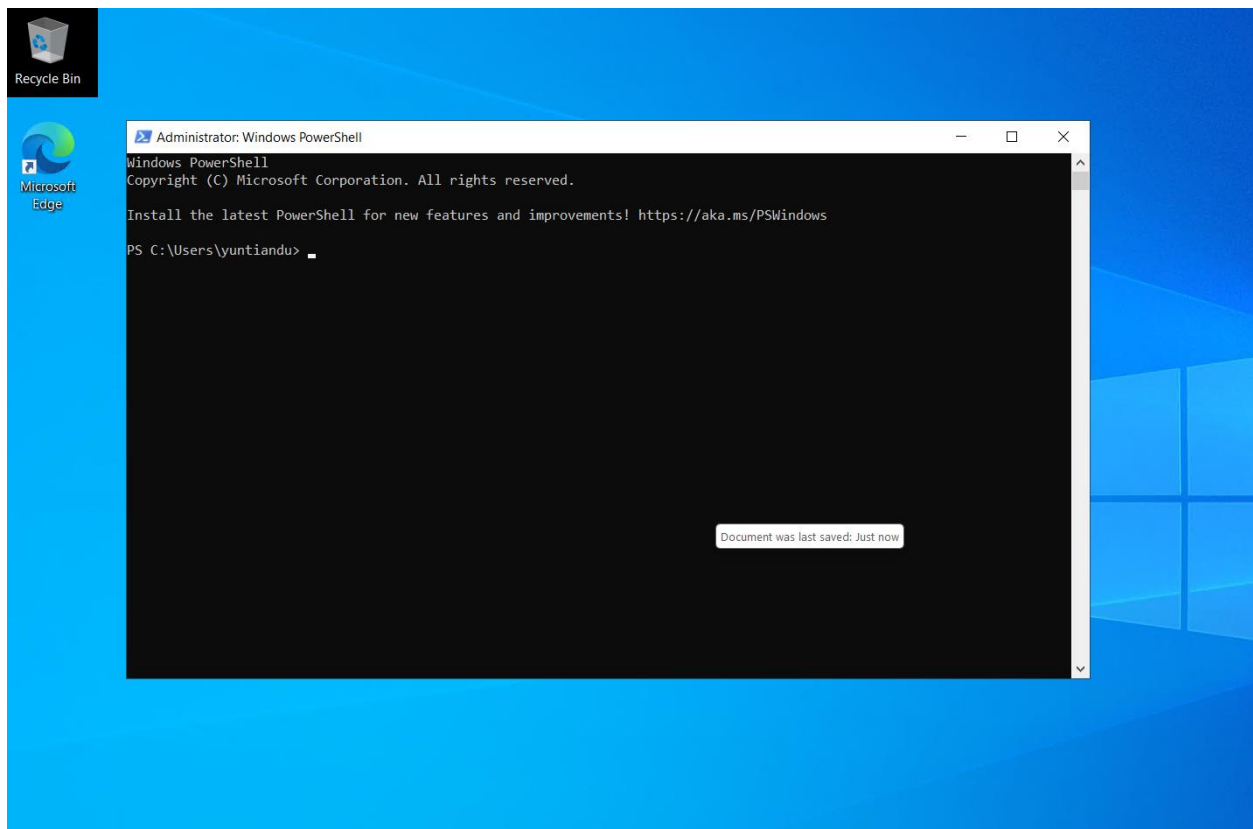 Recycle Bin
Microsoft
Edge
Administrator: Windows PowerShell
Windows PowerShell
Copyright (C) Microsoft Corporation. All rights reserved.
Install the latest PowerShell for new features and improvements! https://aka.ms/PSWindows
PS C:\Users\yuntiandu>
Document was last saved: Just now